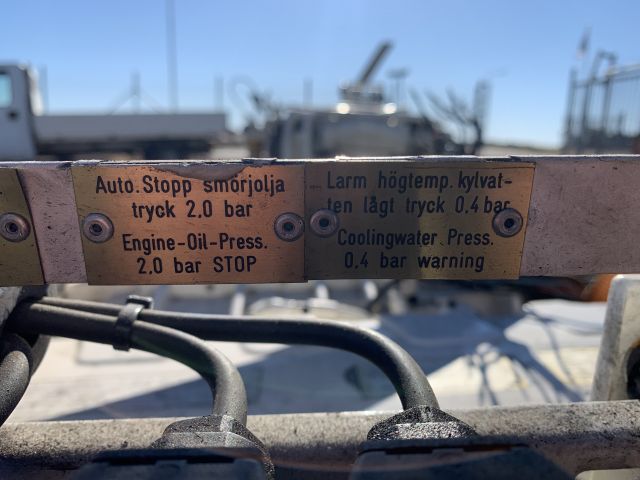 Auto. Stopp smörjolja
tryck 2.0 bar
Engine-Oil-Press.
2.0 bar STOP
Larm högtemp. kylvat-
ten lågt tryck 0.4 bar
Coolingwater Press.
0.4 bar warning